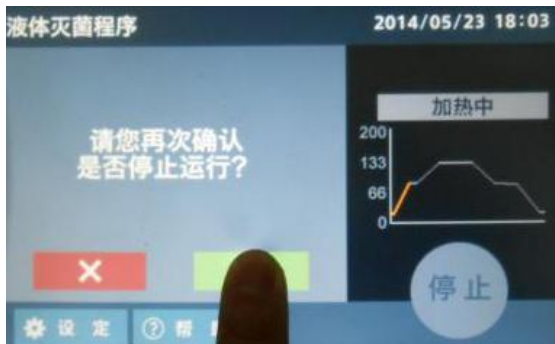 液体灭菌程序
2014/05/23 18:03
请您再次确认
是否停止运行?
加热中
200
133
66
0
停止
设定
帮